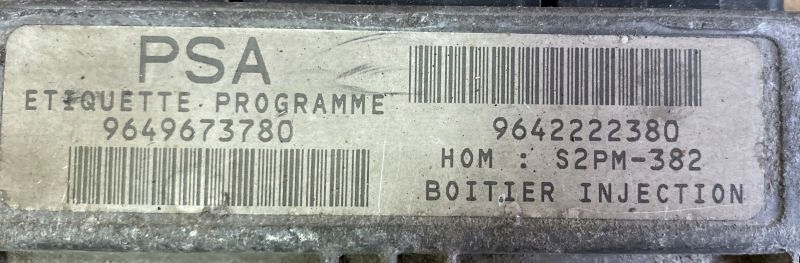 PSA
ETIQUETTE PROGRAMME
9649673780
9642222380
HOM : S2PM-382
BOITIER INJECTION